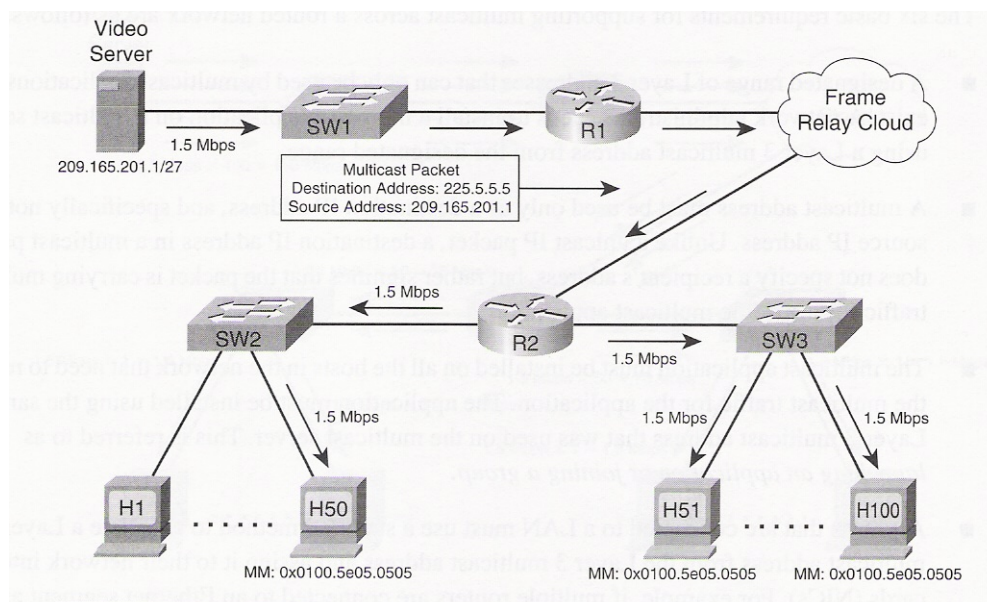 Video
Server
SW1
R1
Frame
Relay Cloud
1.5 Mbps
209.165.201.1/27
Multicast Packet
Destination Address: 225.5.5.5
Source Address: 209.165.201.1
1.5 Mbps
SW2
R2
SW3
1.5 Mbps
1.5 Mbps
1.5 Mbps
1.5 Mbps
H1
H50
H51
H100
MM: 0x0100.5e05.0505
MM: 0x0100.5e05.0505
MM: 0x0100.5e05.0505